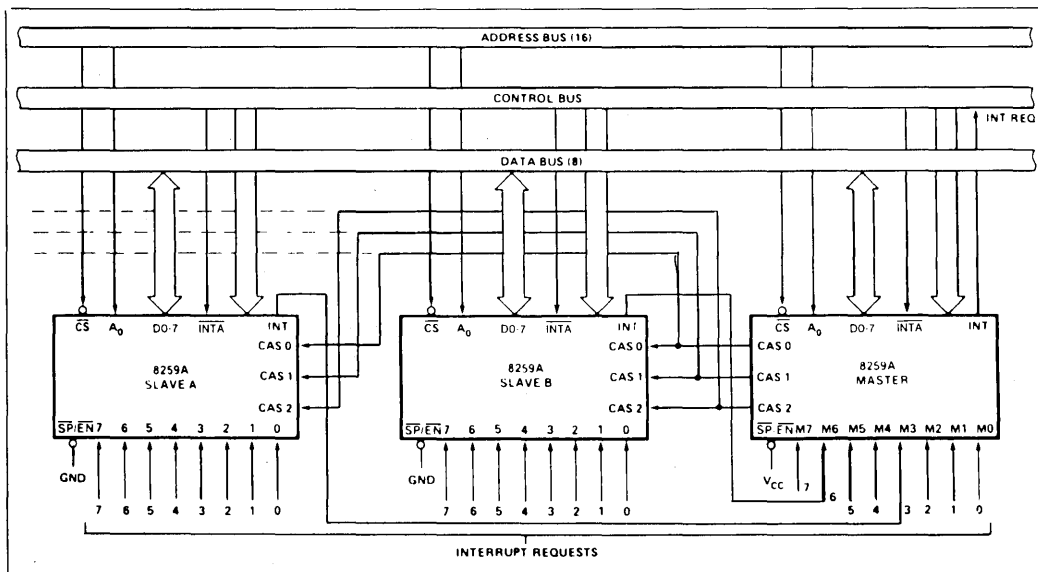 ADDRESS BUS (16)
CONTROL BUS
INT REQ
DATA BUS (8)
CS A0 D0-7 INTA INT
CAS 0
8259A
SLAVE A
CAS 1
CAS 2
SP/EN 7 6 5 4 3 2 1 0
GND
7 6 5 4 3 2 1 0
CS A0 D0-7 INTA INT
CAS 0
8259A
SLAVE B
CAS 1
CAS 2
SP/EN 7 6 5 4 3 2 1 0
GND
7 6 5 4 3 2 1 0
CS A0 D0-7 INTA INT
CAS 0
8259A
MASTER
CAS 1
CAS 2
SP EN M7 M6 M5 M4 M3 M2 M1 M0
VCC
7 6 5 4 3 2 1 0
INTERRUPT REQUESTS